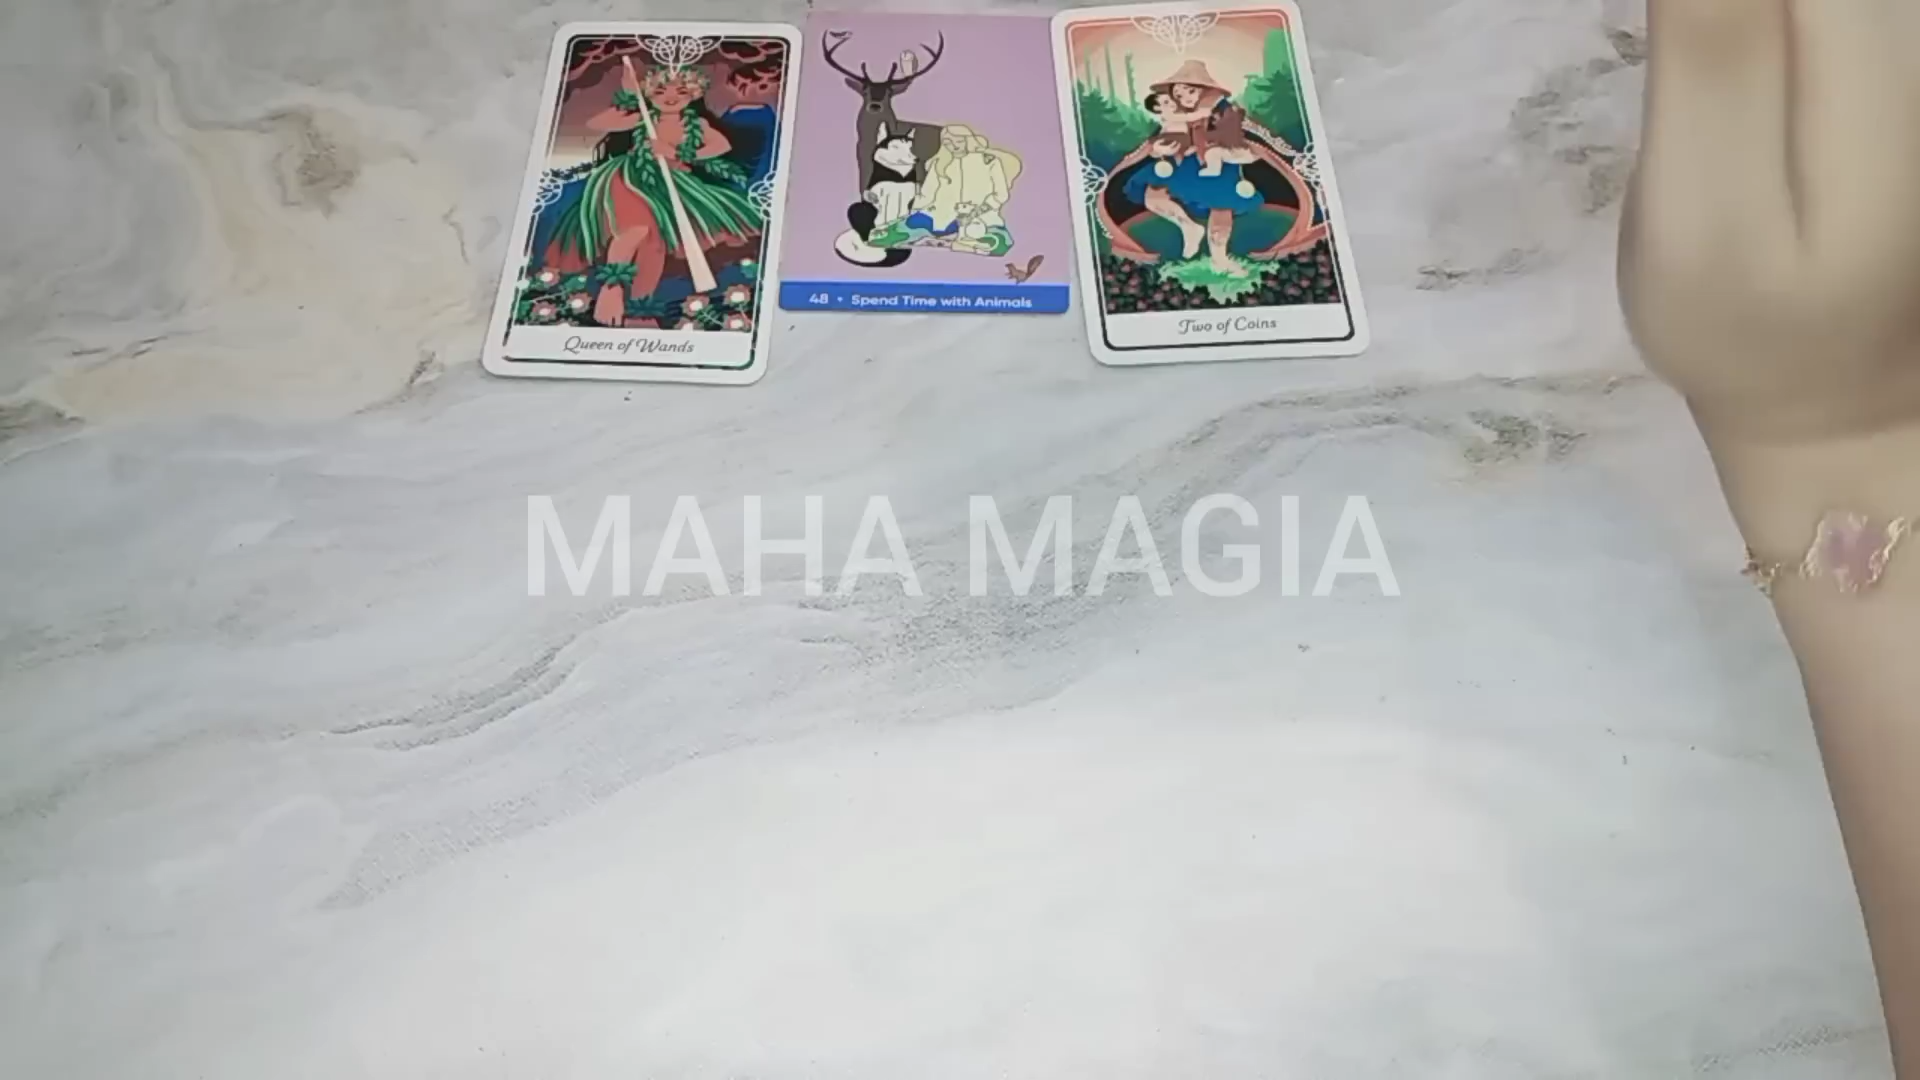 Queen of Wands
48 • Spend Time with Animals
Two of Coins
MAHA MAGIA